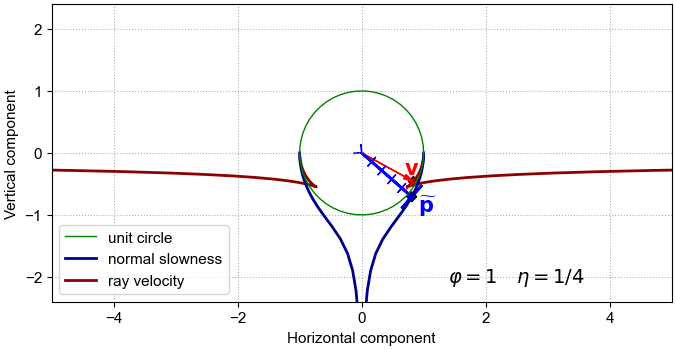 2
1
0
−1
−2
−4
−2
0
2
4
Vertical component
Horizontal component
v
p̃
unit circle
normal slowness
ray velocity
φ = 1 η = 1/4